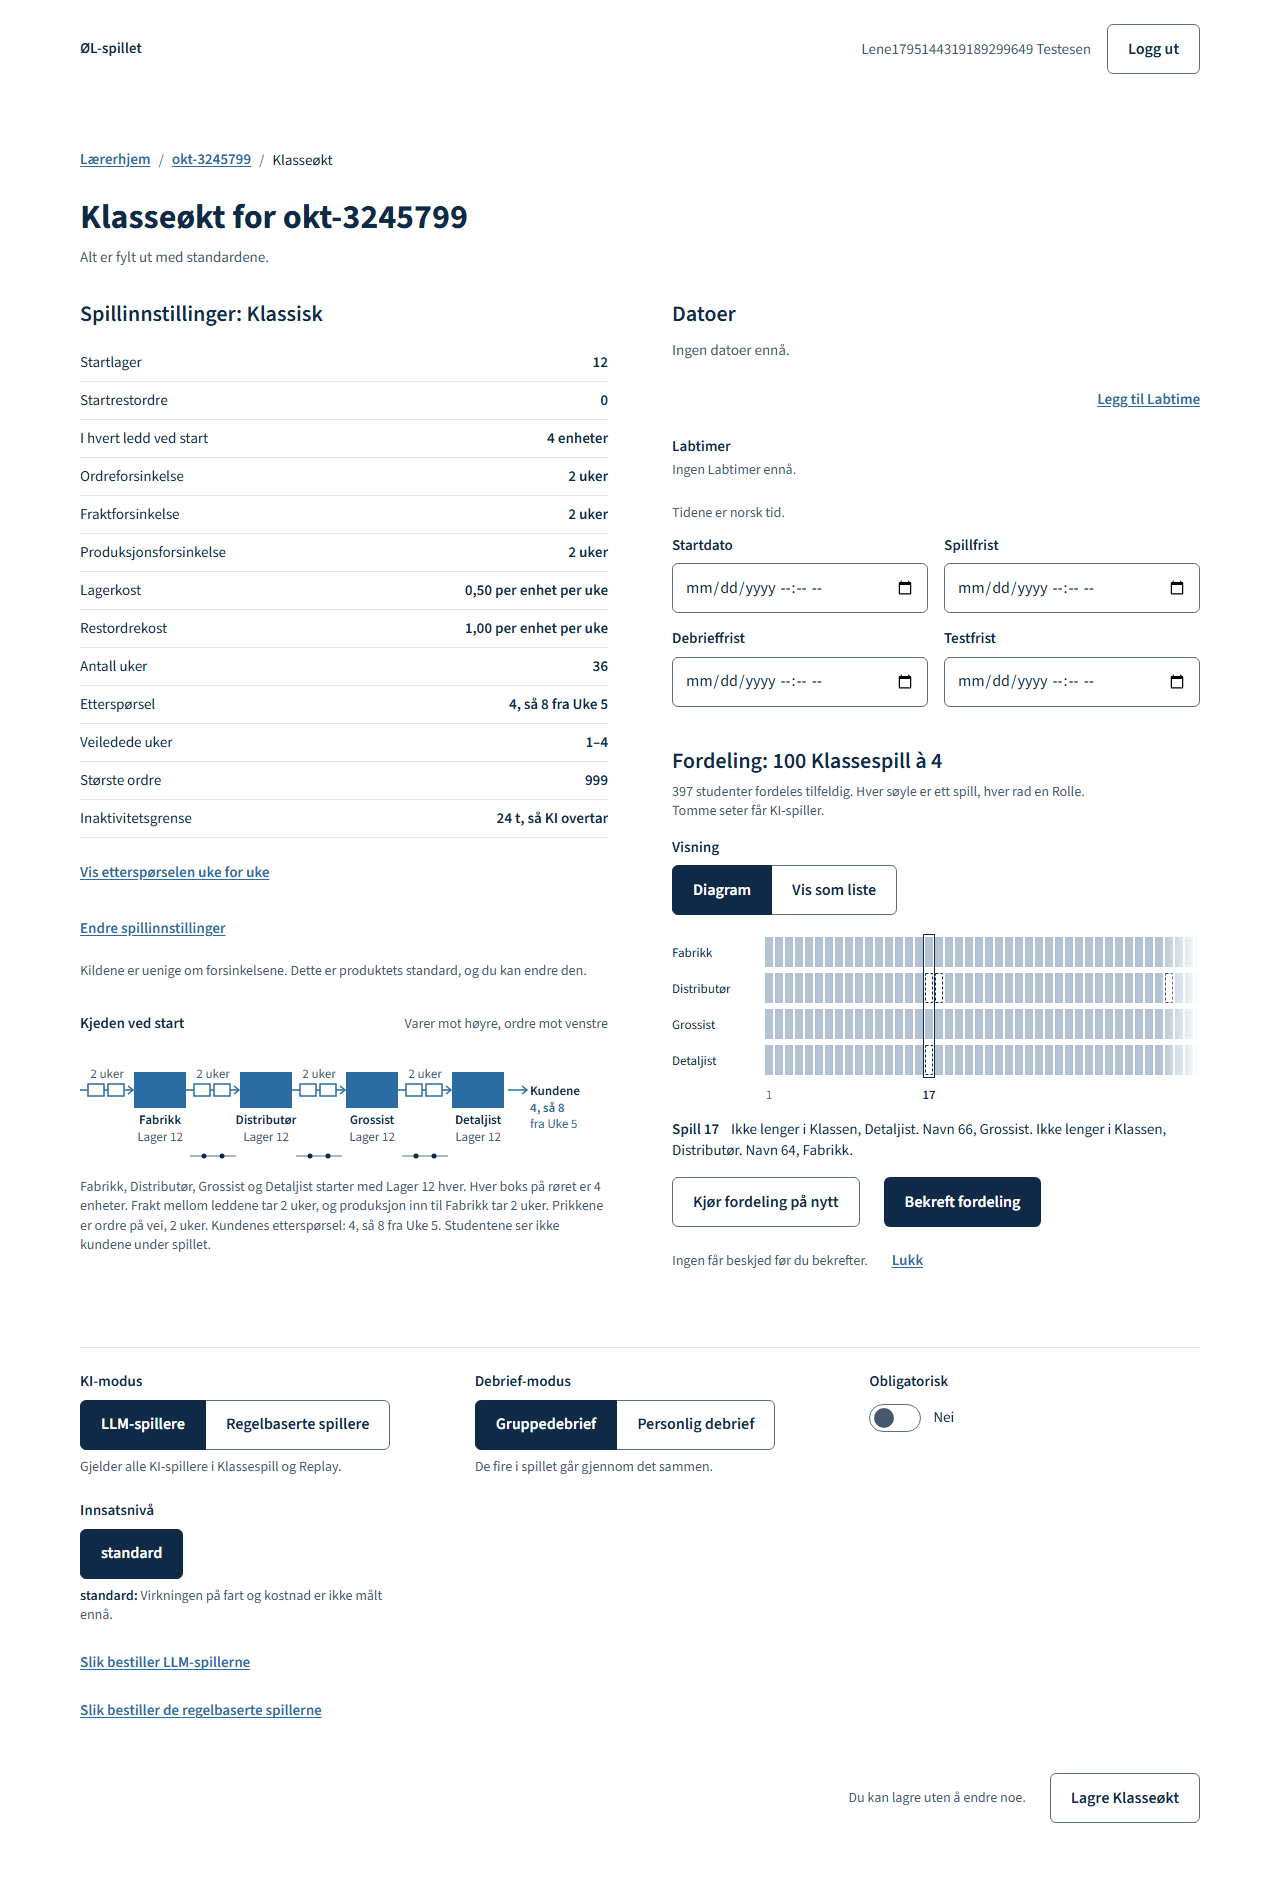 ØL-spillet
Lene1795144319189299649 Testesen
Logg ut
Lærerhjem / okt-3245799 / Klasseøkt
Klasseøkt for okt-3245799
Alt er fylt ut med standardene.
Spillinnstillinger: Klassisk
Startlager 12
Startrestordre 0
I hvert ledd ved start 4 enheter
Ordreforsinkelse 2 uker
Fraktforsinkelse 2 uker
Produksjonsforsinkelse 2 uker
Lagerkost 0,50 per enhet per uke
Restordrekost 1,00 per enhet per uke
Antall uker 36
Etterspørsel 4, så 8 fra Uke 5
Veiledede uker 1–4
Største ordre 999
Inaktivitetsgrense 24 t, så KI overtar
Vis etterspørselen uke for uke
Endre spillinnstillinger
Kildene er uenige om forsinkelsene. Dette er produktets standard, og du kan endre den.
Kjeden ved start Varer mot høyre, ordre mot venstre
2 uker 2 uker 2 uker 2 uker
Kundene
4, så 8
fra Uke 5
Fabrikk Distributør Grossist Detaljist
Lager 12 Lager 12 Lager 12 Lager 12
Fabrikk, Distributør, Grossist og Detaljist starter med Lager 12 hver. Hver boks på røret er 4
enheter. Frakt mellom leddene tar 2 uker, og produksjon inn til Fabrikk tar 2 uker. Prikkene
er ordre på vei, 2 uker. Kundenes etterspørsel: 4, så 8 fra Uke 5. Studentene ser ikke
kundene under spillet.
Datoer
Ingen datoer ennå.
Legg til Labtime
Labtimer
Ingen Labtimer ennå.
Tidene er norsk tid.
Startdato Spillfrist
mm/dd/yyyy --:-- -- mm/dd/yyyy --:-- --
Debrieffrist Testfrist
mm/dd/yyyy --:-- -- mm/dd/yyyy --:-- --
Fordeling: 100 Klassespill à 4
397 studenter fordeles tilfeldig. Hver søyle er ett spill, hver rad en Rolle.
Tomme seter får KI-spiller.
Visning
Diagram Vis som liste
Fabrikk
Distributør
Grossist
Detaljist
1 17
Spill 17 Ikke lenger i Klassen, Detaljist. Navn 66, Grossist. Ikke lenger i Klassen,
Distributør. Navn 64, Fabrikk.
Kjør fordeling på nytt Bekreft fordeling
Ingen får beskjed før du bekrefter. Lukk
KI-modus
LLM-spillere Regelbaserte spillere
Gjelder alle KI-spillere i Klassespill og Replay.
Debrief-modus
Gruppedebrief Personlig debrief
De fire i spillet går gjennom det sammen.
Obligatorisk
Nei
Innsatsnivå
standard
standard: Virkningen på fart og kostnad er ikke målt
ennå.
Slik bestiller LLM-spillerne
Slik bestiller de regelbaserte spillerne
Du kan lagre uten å endre noe. Lagre Klasseøkt